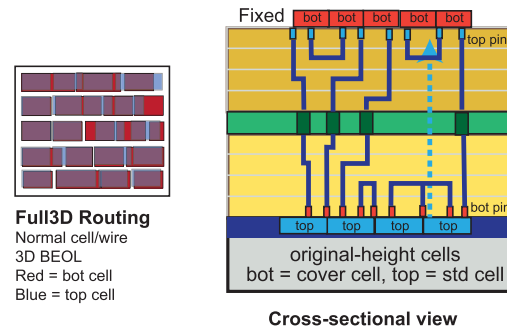 Fixed
bot bot bot bot bot
top pin
bot pin
top top top top
original-height cells
bot = cover cell, top = std cell
Cross-sectional view
Full3D Routing
Normal cell/wire
3D BEOL
Red = bot cell
Blue = top cell